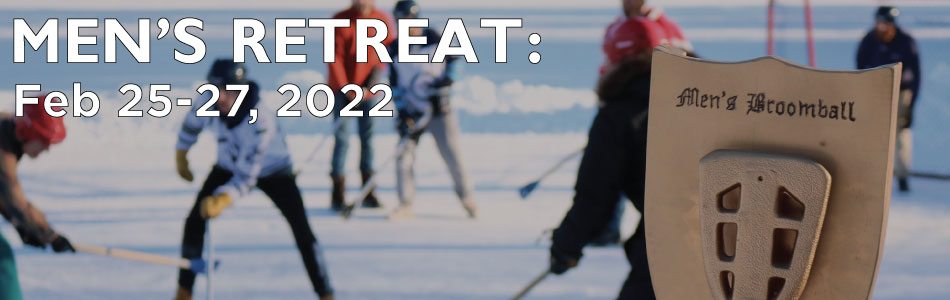 MEN'S RETREAT:
Feb 25-27, 2022
Men's Broomball